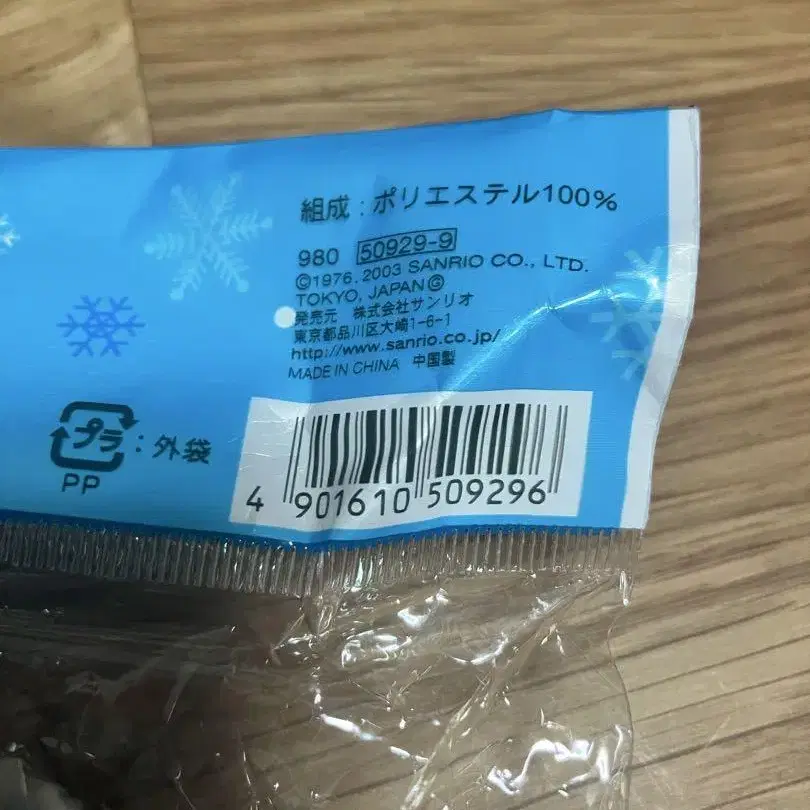 組成:ポリエステル100%
980 50929-9
©1976, 2003 SANRIO CO., LTD.
TOKYO, JAPAN Ⓖ
発売元 株式会社サンリオ
東京都品川区大崎1-6-1
http://www.sanrio.co.jp/
MADE IN CHINA 中国製
プラ:外袋
PP
4 901610 509296